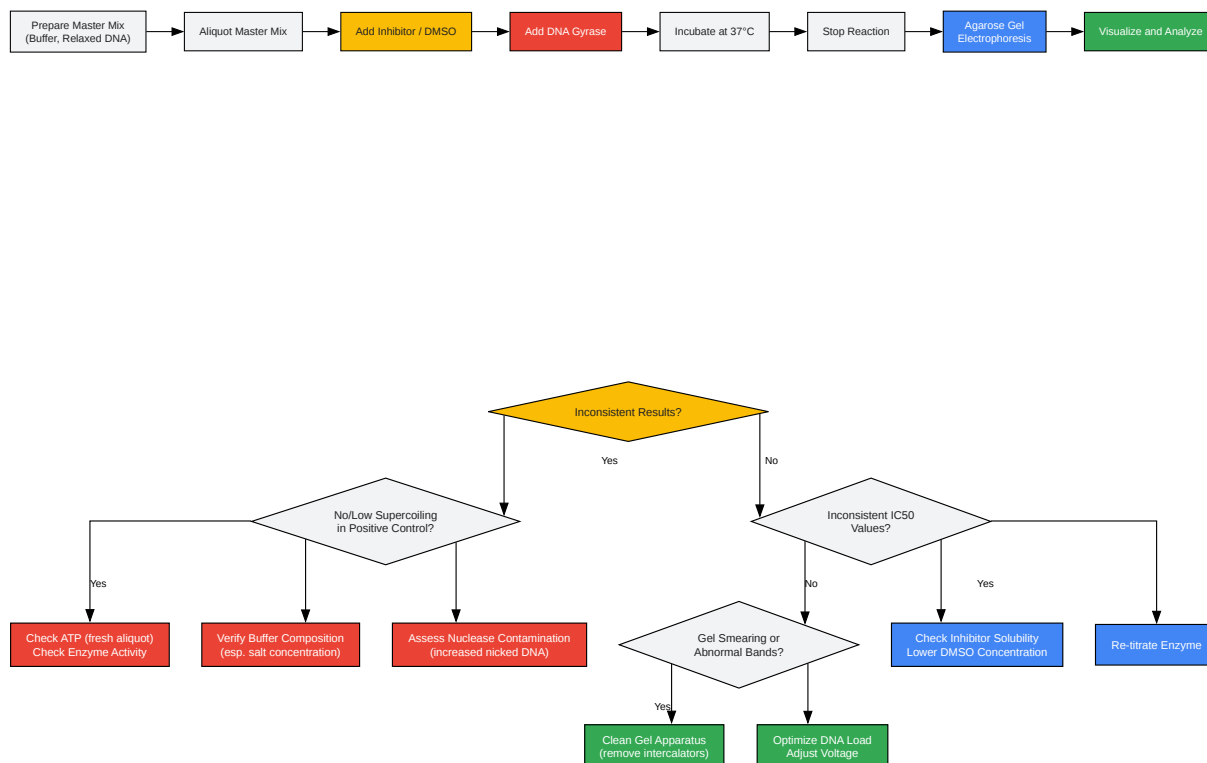 Prepare Master Mix
(Buffer, Relaxed DNA)
Aliquot Master Mix
Add Inhibitor / DMSO
Add DNA Gyrase
Incubate at 37°C
Stop Reaction
Agarose Gel
Electrophoresis
Visualize and Analyze
Inconsistent Results?
Yes
No
No/Low Supercoiling
in Positive Control?
Inconsistent IC50
Values?
Yes
No
Yes
Check ATP (fresh aliquot)
Check Enzyme Activity
Verify Buffer Composition
(esp. salt concentration)
Assess Nuclease Contamination
(increased nicked DNA)
Gel Smearing or
Abnormal Bands?
Check Inhibitor Solubility
Lower DMSO Concentration
Re-titrate Enzyme
Yes
Clean Gel Apparatus
(remove intercalators)
Optimize DNA Load
Adjust Voltage